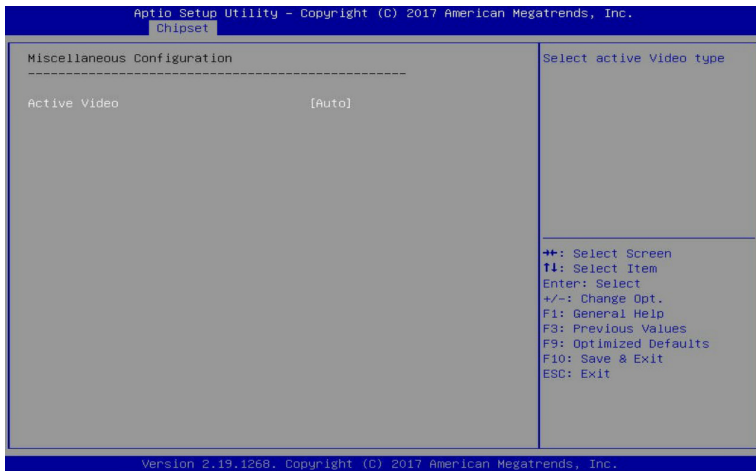 Aptio Setup Utility – Copyright (C) 2017 American Megatrends, Inc.
Chipset
Miscellaneous Configuration
--------------------------------------------------
Active Video [Auto]
Select active Video type
→←: Select Screen
↑↓: Select Item
Enter: Select
+/-: Change Opt.
F1: General Help
F3: Previous Values
F9: Optimized Defaults
F10: Save & Exit
ESC: Exit
Version 2.19.1268. Copyright (C) 2017 American Megatrends, Inc.